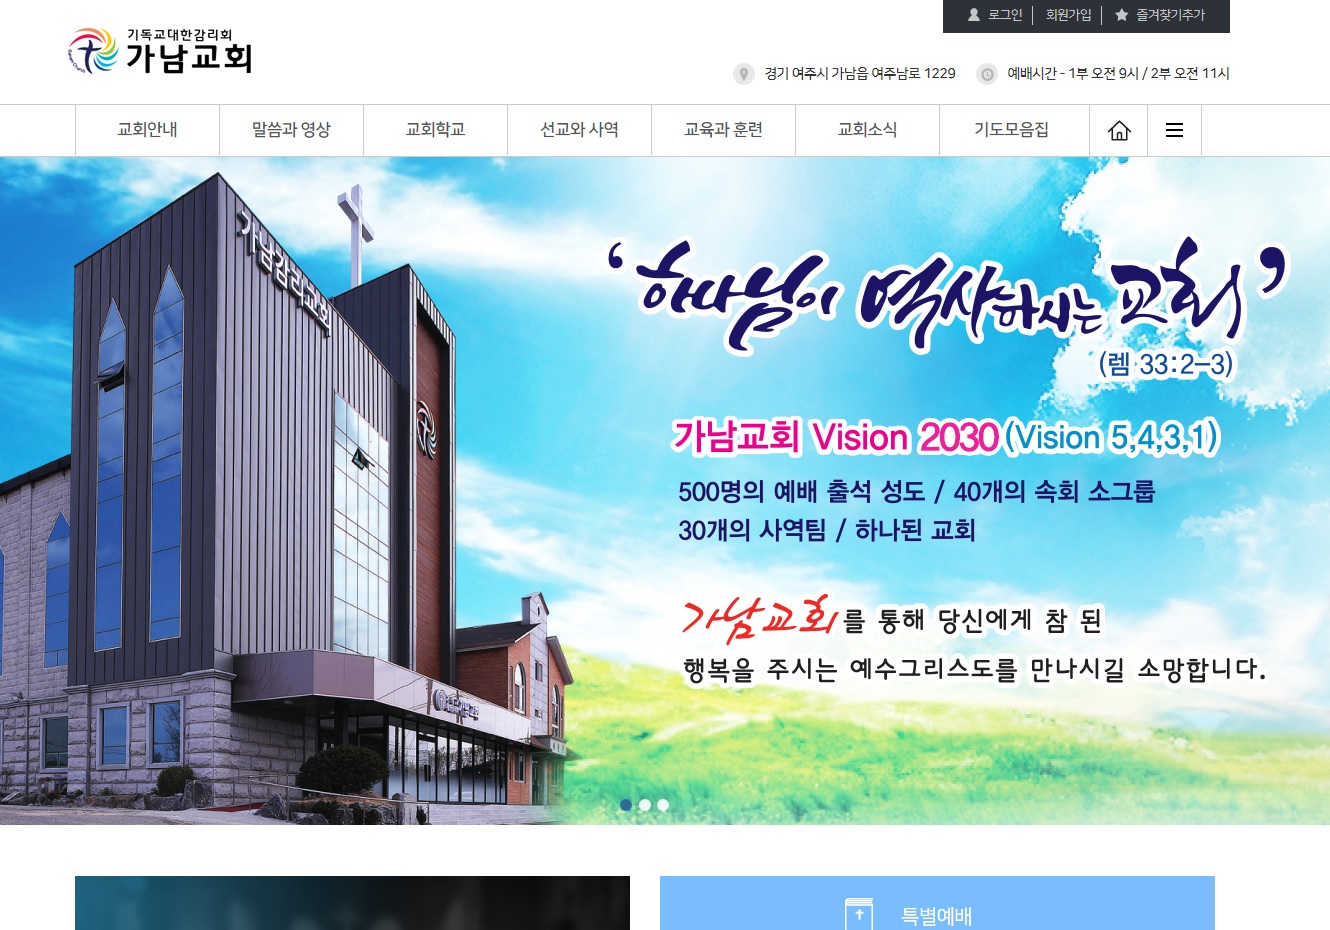 로그인 회원가입 즐겨찾기추가
기독교대한감리회
가남교회
경기 여주시 가남읍 여주남로 1229 예배시간 - 1부 오전 9시 / 2부 오전 11시
교회안내 말씀과 영상 교회학교 선교와 사역 교육과 훈련 교회소식 기도모음집
가남감리교회
‘하나님이 역사하시는 교회’
(렘 33:2-3)
가남교회 Vision 2030 (Vision 5,4,3,1)
500명의 예배 출석 성도 / 40개의 속회 소그룹
30개의 사역팀 / 하나된 교회
가남교회를 통해 당신에게 참 된
행복을 주시는 예수그리스도를 만나시길 소망합니다.
특별예배